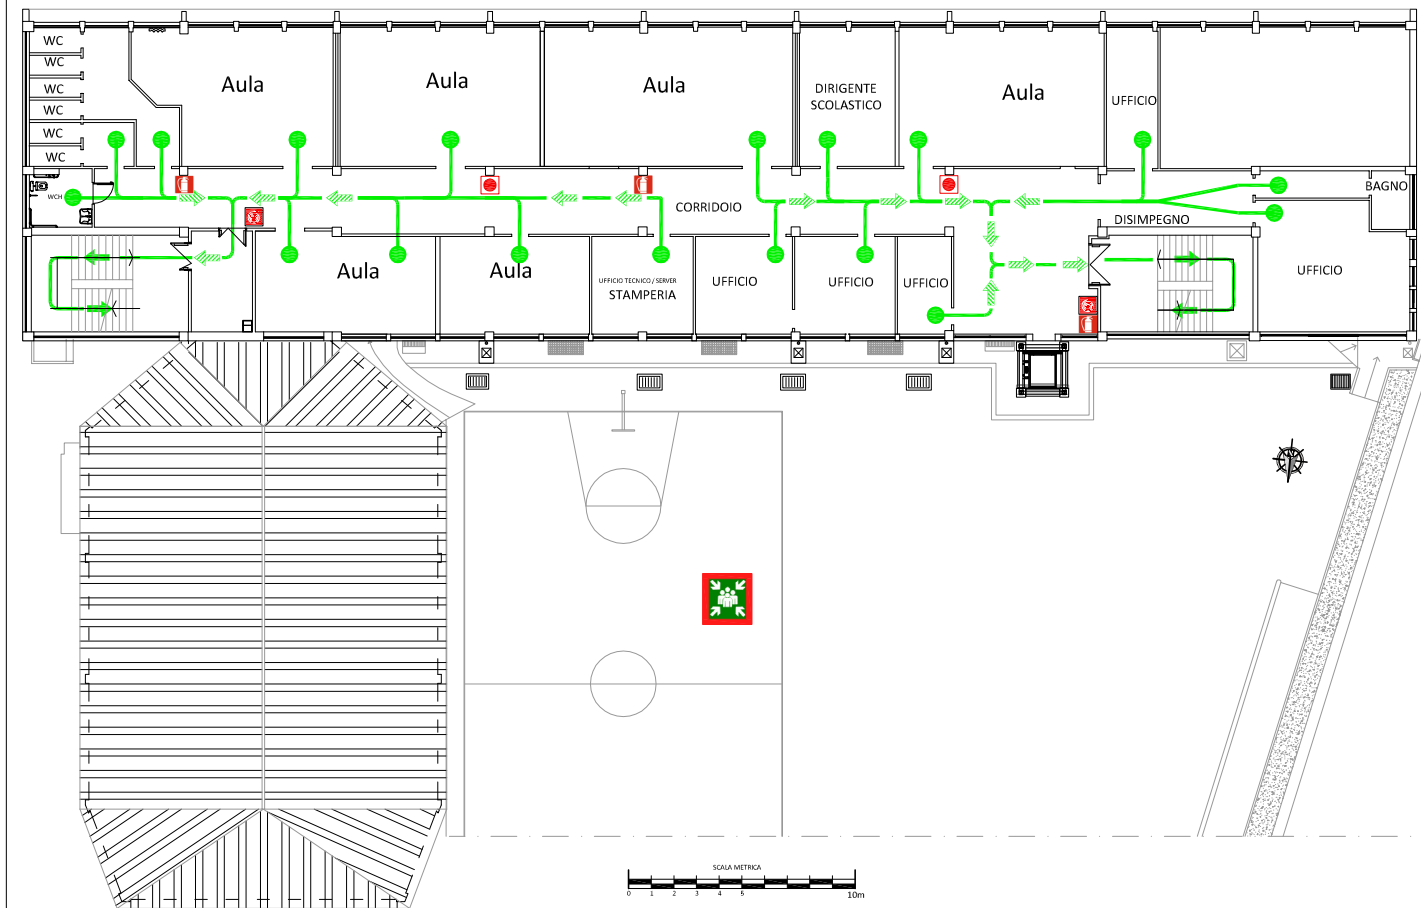 WC
WC
WC
WC
WC
WC
WCH
Aula
Aula
Aula
DIRIGENTE
SCOLASTICO
Aula
UFFICIO
CORRIDOIO
DISIMPEGNO
BAGNO
Aula
Aula
UFFICIO TECNICO / SERVER
STAMPERIA
UFFICIO
UFFICIO
UFFICIO
UFFICIO
SCALA METRICA
0 1 2 3 4 5 10m